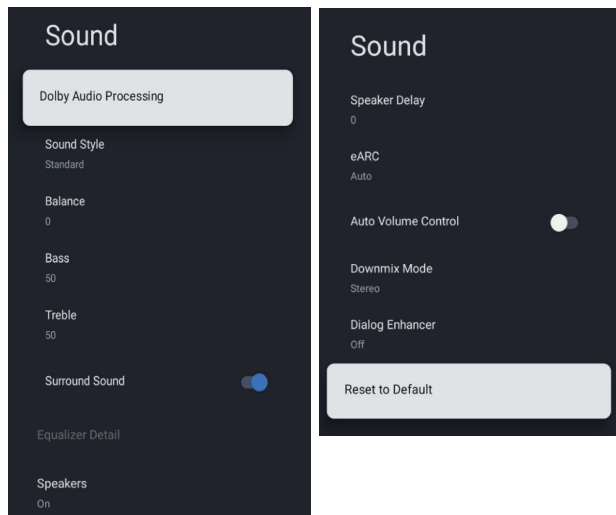 Sound
Dolby Audio Processing
Sound Style
Standard
Balance
0
Bass
50
Treble
50
Surround Sound
Equalizer Detail
Speakers
On
Sound
Speaker Delay
0
eARC
Auto
Auto Volume Control
Downmix Mode
Stereo
Dialog Enhancer
Off
Reset to Default